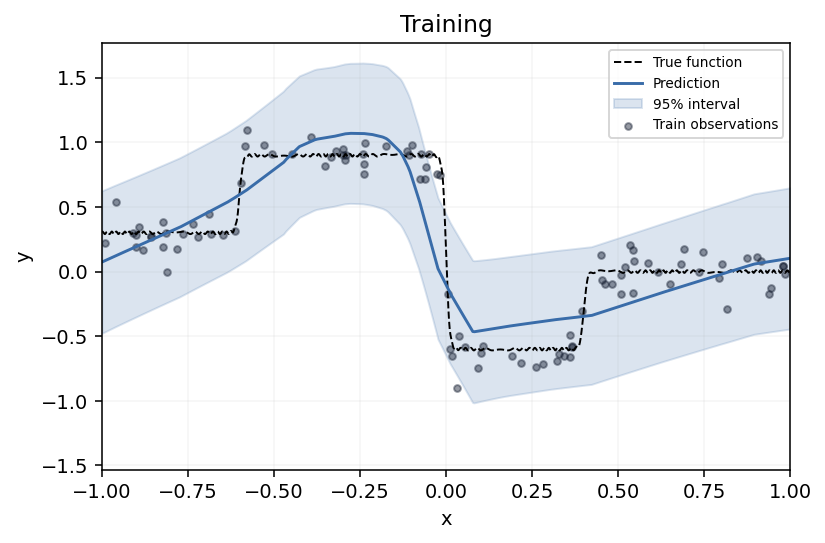 Training
True function
Prediction
95% interval
Train observations
y
1.5
1.0
0.5
0.0
−0.5
−1.0
−1.5
−1.00 −0.75 −0.50 −0.25 0.00 0.25 0.50 0.75 1.00
x